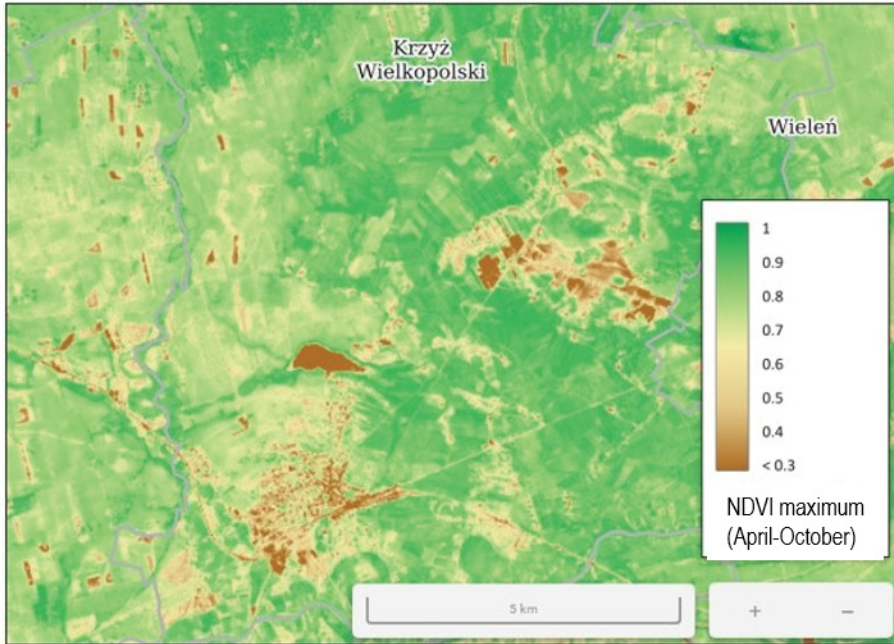 Krzyż
Wielkopolski
Wieleń
1
0.9
0.8
0.7
0.6
0.5
0.4
< 0.3
NDVI maximum
(April-October)
5 km
+ −